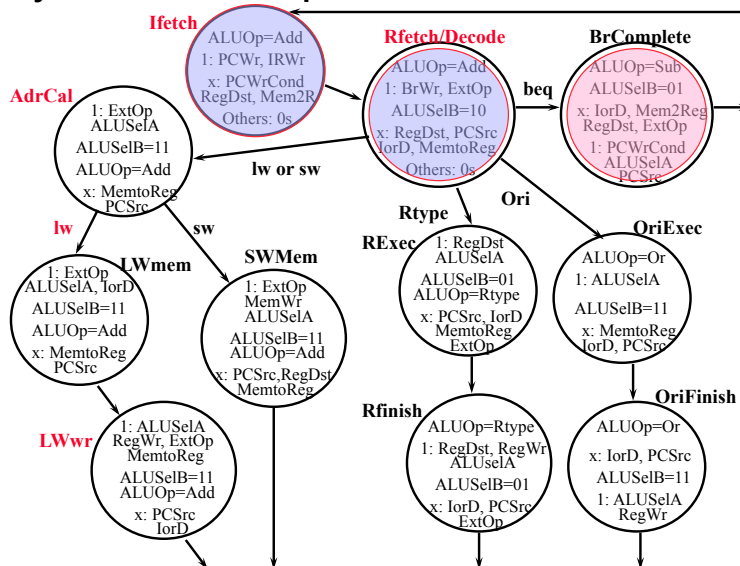 Ifetch
ALUOp=Add
1: PCWr, IRWr
x: PCWrCond
RegDst, Mem2R
Others: 0s
Rfetch/Decode
ALUOp=Add
1: BrWr, ExtOp
ALUSelB=10
x: RegDst, PCSrc
IorD, MemtoReg
Others: 0s
BrComplete
ALUOp=Sub
ALUSelB=01
x: IorD, Mem2Reg
RegDst, ExtOp
1: PCWrCond
ALUSelA
PCSrc
beq
AdrCal
1: ExtOp
ALUSelA
ALUSelB=11
ALUOp=Add
x: MemtoReg
PCSrc
lw or sw
Rtype
Ori
lw
sw
LWmem
1: ExtOp
ALUSelA, IorD
ALUSelB=11
ALUOp=Add
x: MemtoReg
PCSrc
SWMem
1: ExtOp
MemWr
ALUSelA
ALUSelB=11
ALUOp=Add
x: PCSrc,RegDst
MemtoReg
RExec
1: RegDst
ALUSelA
ALUSelB=01
ALUOp=Rtype
x: PCSrc, IorD
MemtoReg
ExtOp
OriExec
ALUOp=Or
1: ALUSelA
ALUSelB=11
x: MemtoReg
IorD, PCSrc
LWwr
1: ALUSelA
RegWr, ExtOp
MemtoReg
ALUSelB=11
ALUOp=Add
x: PCSrc
IorD
Rfinish
ALUOp=Rtype
1: RegDst, RegWr
ALUselA
ALUSelB=01
x: IorD, PCSrc
ExtOp
OriFinish
ALUOp=Or
x: IorD, PCSrc
ALUSelB=11
1: ALUSelA
RegWr